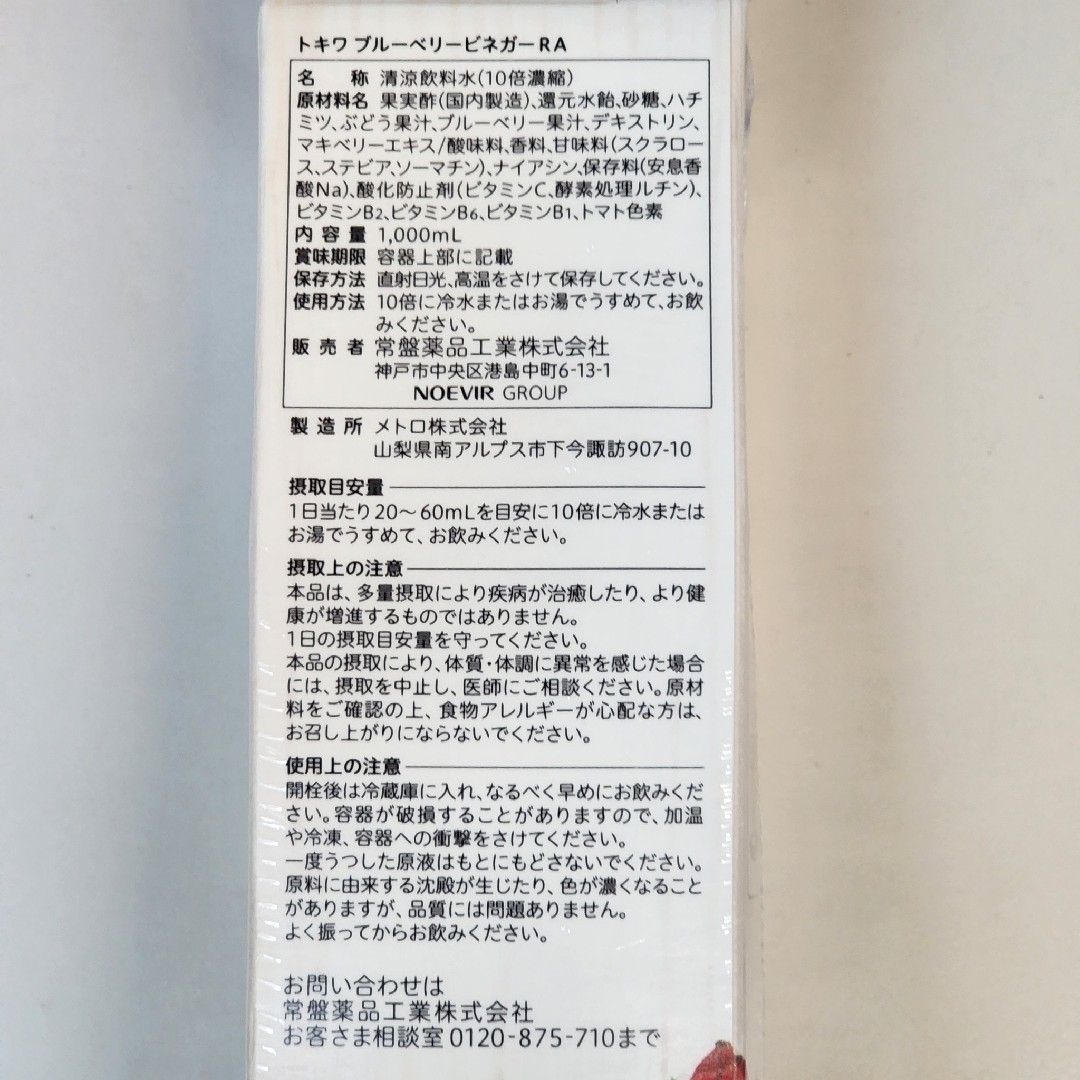 トキワ ブルーベリービネガーRA
名称 清涼飲料水(10倍濃縮)
原材料名 果実酢(国内製造)、還元水飴、砂糖、ハチ
ミツ、ぶどう果汁、ブルーベリー果汁、デキストリン、
マキベリーエキス/酸味料、香料、甘味料(スクラロー
ス、ステビア、ソーマチン)、ナイアシン、保存料(安息香
酸Na)、酸化防止剤(ビタミンC、酵素処理ルチン)、
ビタミンB2、ビタミンB6、ビタミンB1、トマト色素
内容量 1,000mL
賞味期限 容器上部に記載
保存方法 直射日光、高温をさけて保存してください。
使用方法 10倍に冷水またはお湯でうすめて、お飲
みください。
販売者 常盤薬品工業株式会社
神戸市中央区港島中町6-13-1
NOEVIR GROUP
製造所 メトロ株式会社
山梨県南アルプス市下今諏訪907-10
摂取目安量
1日当たり20～60mLを目安に10倍に冷水または
お湯でうすめて、お飲みください。
摂取上の注意
本品は、多量摂取により疾病が治癒したり、より健
康が増進するものではありません。
1日の摂取目安量を守ってください。
本品の摂取により、体質・体調に異常を感じた場合
には、摂取を中止し、医師にご相談ください。原材
料をご確認の上、食物アレルギーが心配な方は、
お召し上がりにならないでください。
使用上の注意
開栓後は冷蔵庫に入れ、なるべく早めにお飲みくだ
さい。容器が破損することがありますので、加温
や冷凍、容器への衝撃をさけてください。
一度うつした原液はもとにもどさないでください。
原料に由来する沈殿が生じたり、色が濃くなること
がありますが、品質には問題ありません。
よく振ってからお飲みください。
お問い合わせは
常盤薬品工業株式会社
お客さま相談室 0120-875-710まで